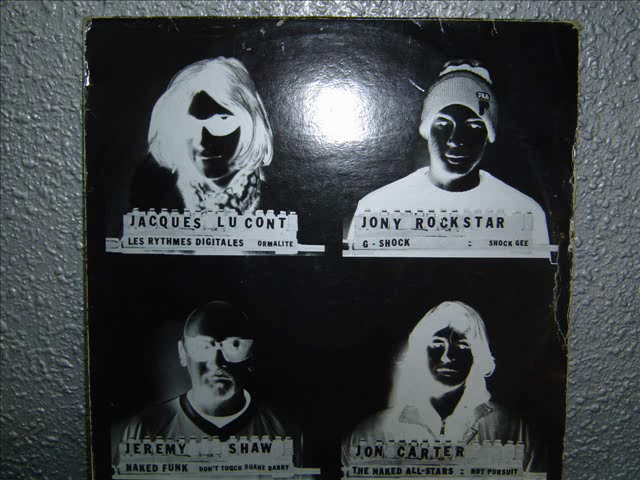 FILA
JACQUES LU CONT
LES RYTHMES DIGITALES ORMALITE
JONY ROCKSTAR
G - SHOCK = SHOCK GEE
JEREMY SHAW
NAKED FUNK DON'T TOUCH DUANE BARRY
JON CARTER
THE NAKED ALL-STARS = HOT PURSUIT